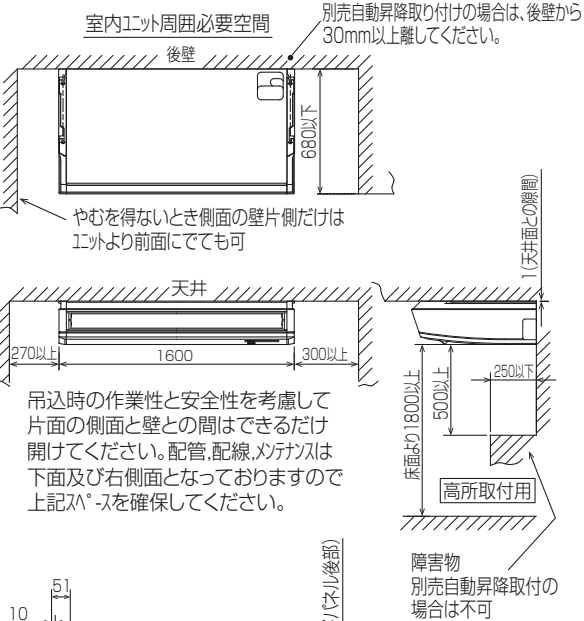 室内ﾕﾆｯﾄ周囲必要空間
別売自動昇降取り付けの場合は、後壁から
30mm以上離してください。
後壁
680以下
やむを得ないとき側面の壁片側だけは
ﾕﾆｯﾄより前面にでても可
1(天井面との隙間)
天井
270以上
1600
300以上
250以下
500以上
床面より1800以上
吊込時の作業性と安全性を考慮して
片面の側面と壁との間はできるだけ
開けてください。配管,配線,ﾒﾝﾃﾅﾝｽは
下面及び右側面となっておりますので
上記ｽﾍﾟｰｽを確保してください。
高所取付用
障害物
別売自動昇降取付の
場合は不可
51
10
パネル後部)